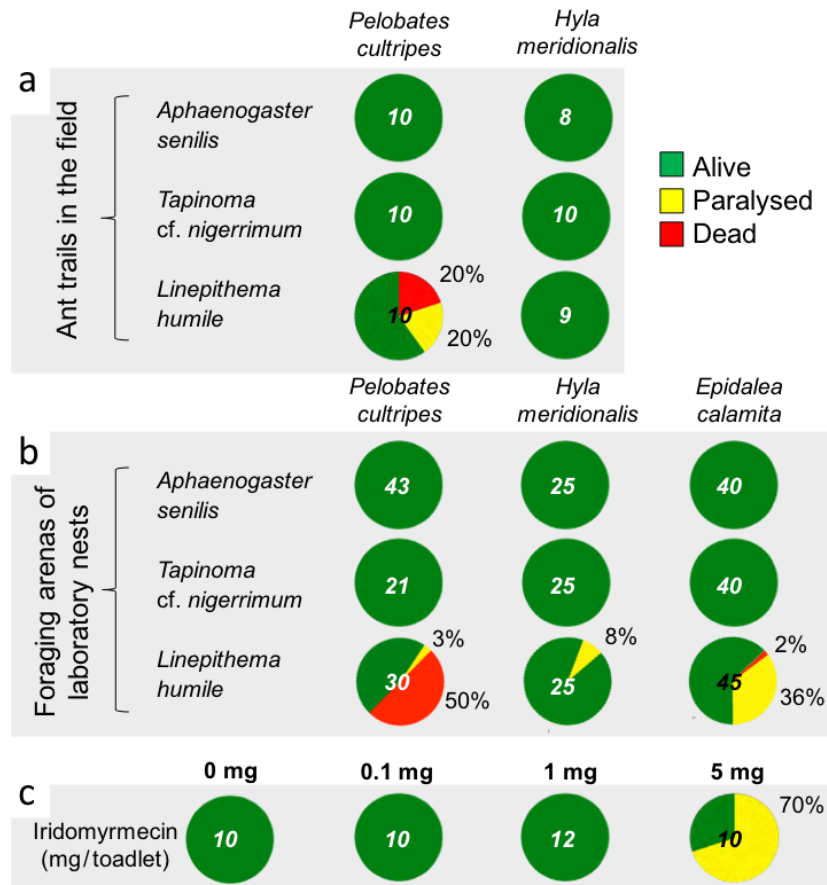 Pelobates
cultripes
Hyla
meridionalis
a
Ant trails in the field
Aphaenogaster
senilis
10
8
Tapinoma
cf. nigerrimum
10
10
Linepithema
humile
10
20%
20%
9
Alive
Paralysed
Dead
Pelobates
cultripes
Hyla
meridionalis
Epidalea
calamita
b
Foraging arenas of
laboratory nests
Aphaenogaster
senilis
43
25
40
Tapinoma
cf. nigerrimum
21
25
40
Linepithema
humile
30
3%
50%
25
8%
45
2%
36%
c
0 mg
0.1 mg
1 mg
5 mg
Iridomyrmecin
(mg/toadlet)
10
10
12
10
70%